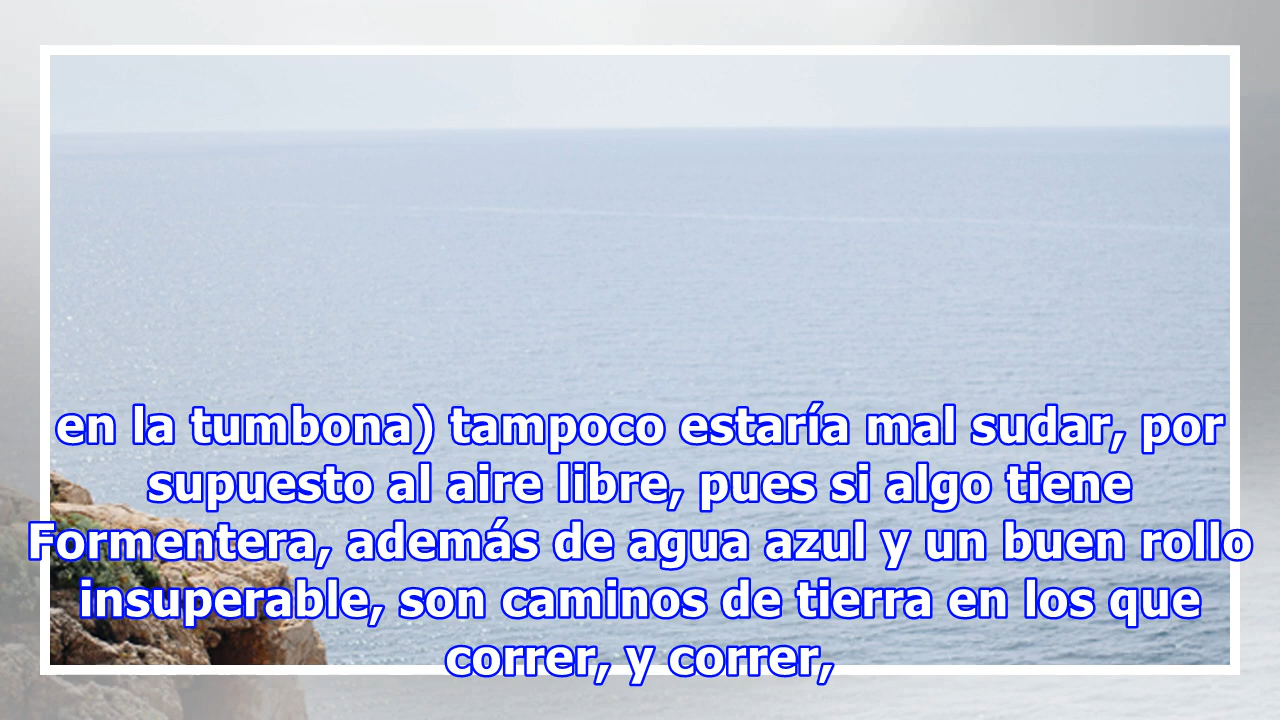 en la tumbona) tampoco estaría mal sudar, por
supuesto al aire libre, pues si algo tiene
Formentera, además de agua azul y un buen rollo
insuperable, son caminos de tierra en los que
correr, y correr,